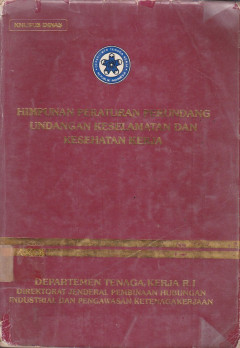 HIMPUNAN PERATURAN PERUNDANG
UNDANGAN KESELAMATAN DAN
KESEHATAN KERJA
DEPARTEMEN TENAGA KERJA R.I
DIREKTORAT JENDERAL PEMBINAAN HUBUNGAN
INDUSTRIAL DAN PENGAWASAN KETENAGAKERJAAN